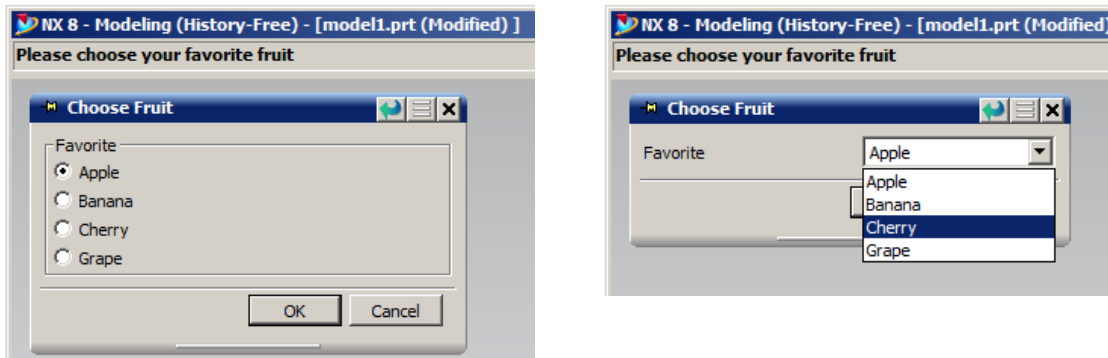 NX 8 - Modeling (History-Free) - [model1.prt (Modified) ]
Please choose your favorite fruit
Choose Fruit
Favorite
Apple
Banana
Cherry
Grape
OK
Cancel
NX 8 - Modeling (History-Free) - [model1.prt (Modified)
Please choose your favorite fruit
Choose Fruit
Favorite
Apple
Apple
Banana
Cherry
Grape